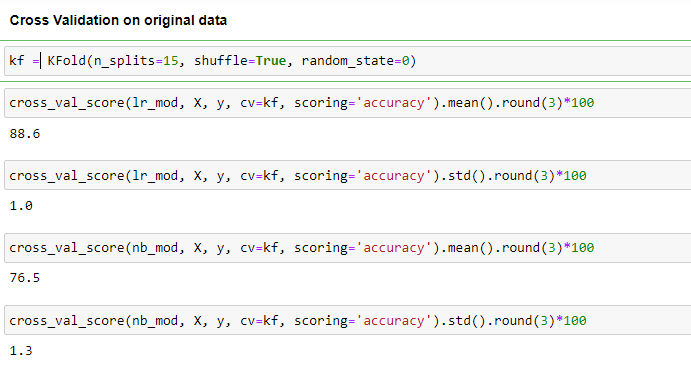 Cross Validation on original data
kf = KFold(n_splits=15, shuffle=True, random_state=0)
cross_val_score(lr_mod, X, y, cv=kf, scoring='accuracy').mean().round(3)*100
88.6
cross_val_score(lr_mod, X, y, cv=kf, scoring='accuracy').std().round(3)*100
1.0
cross_val_score(nb_mod, X, y, cv=kf, scoring='accuracy').mean().round(3)*100
76.5
cross_val_score(nb_mod, X, y, cv=kf, scoring='accuracy').std().round(3)*100
1.3